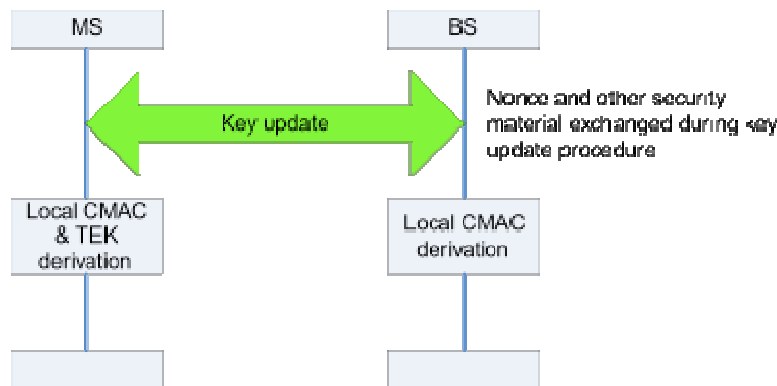 MS
BS
Key update
Nonce and other security
material exchanged during key
update procedure
Local CMAC
& TEK
derivation
Local CMAC
derivation